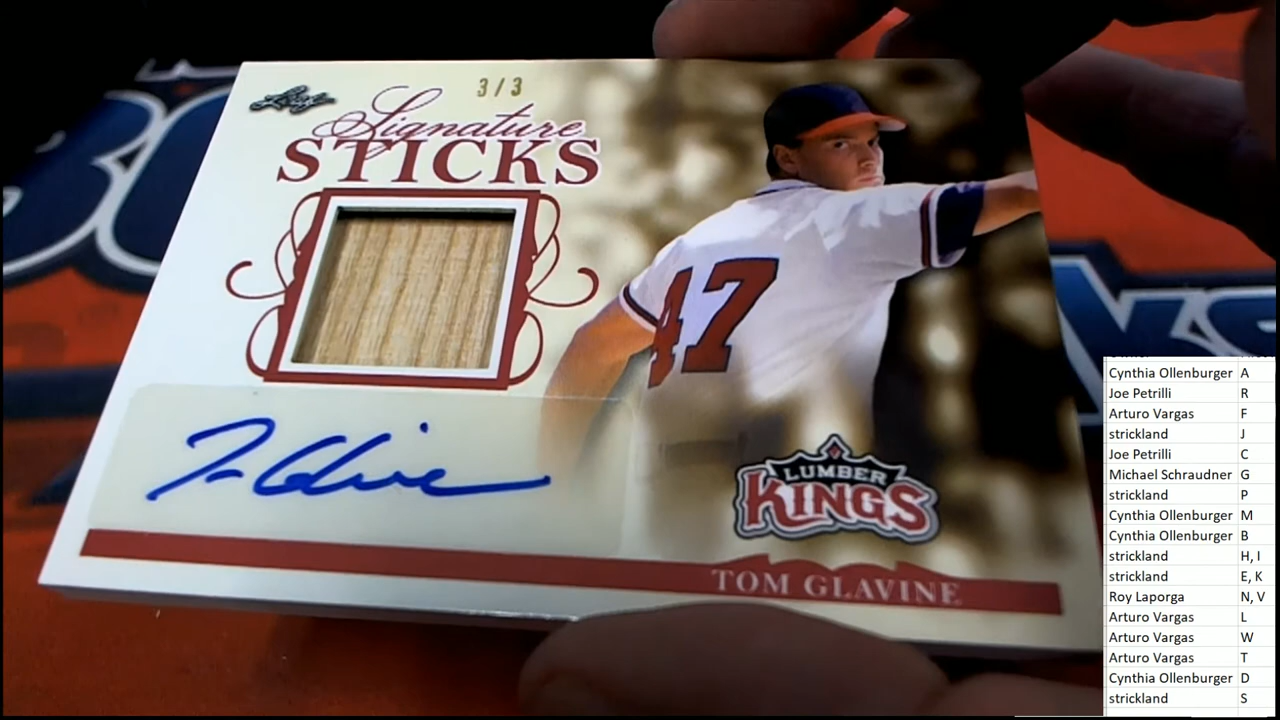 Leaf
3/3
Signature
STICKS
47
Tom Glavine
LUMBER
KINGS
TOM GLAVINE
Cynthia Ollenburger A
Joe Petrilli R
Arturo Vargas F
strickland J
Joe Petrilli C
Michael Schraudner G
strickland P
Cynthia Ollenburger M
Cynthia Ollenburger B
strickland H, I
strickland E, K
Roy Laporga N, V
Arturo Vargas L
Arturo Vargas W
Arturo Vargas T
Cynthia Ollenburger D
strickland S